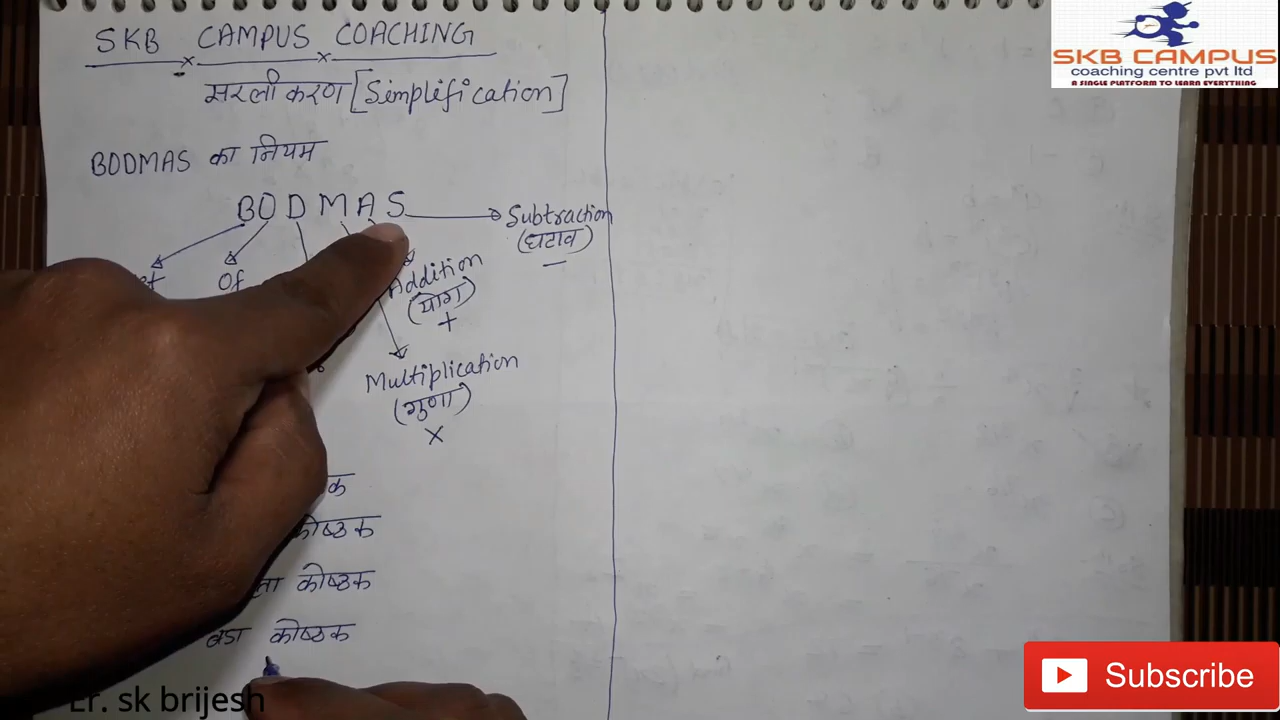 SKB CAMPUS COACHING
सरलीकरण [Simplification]
BODMAS का नियम
BODMAS
Subtraction
(घटाव)
−
Of
Addition
(योग)
+
Multiplication
(गुणा)
×
कोष्ठक
कोष्ठक
बडा कोष्ठक
Er. sk brijesh
SKB CAMPUS
coaching centre pvt ltd
A SINGLE PLATFORM TO LEARN EVERYTHING
Subscribe